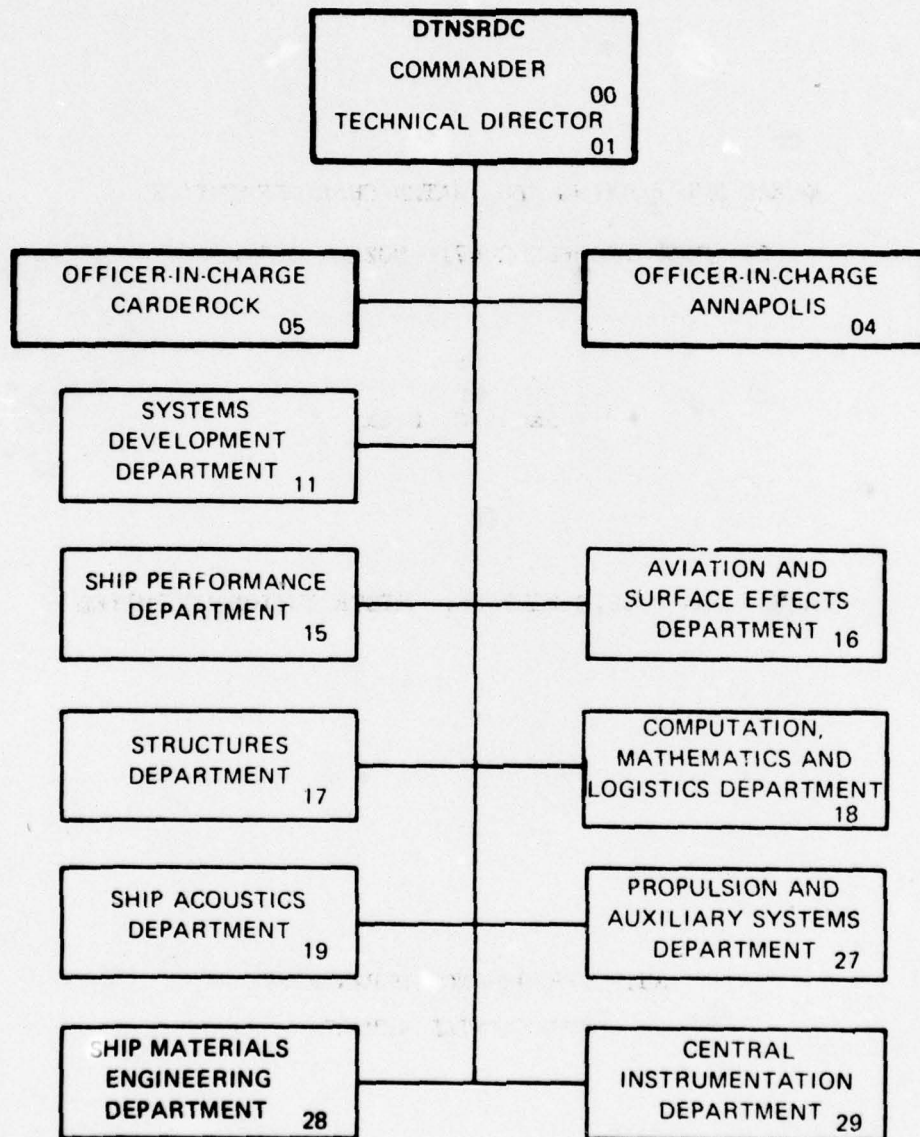 DTNSRDC
COMMANDER
00
TECHNICAL DIRECTOR
01
OFFICER-IN-CHARGE
CARDEROCK
05
OFFICER-IN-CHARGE
ANNAPOLIS
04
SYSTEMS
DEVELOPMENT
DEPARTMENT
11
SHIP PERFORMANCE
DEPARTMENT
15
AVIATION AND
SURFACE EFFECTS
DEPARTMENT
16
STRUCTURES
DEPARTMENT
17
COMPUTATION,
MATHEMATICS AND
LOGISTICS DEPARTMENT
18
SHIP ACOUSTICS
DEPARTMENT
19
PROPULSION AND
AUXILIARY SYSTEMS
DEPARTMENT
27
SHIP MATERIALS
ENGINEERING
DEPARTMENT
28
CENTRAL
INSTRUMENTATION
DEPARTMENT
29